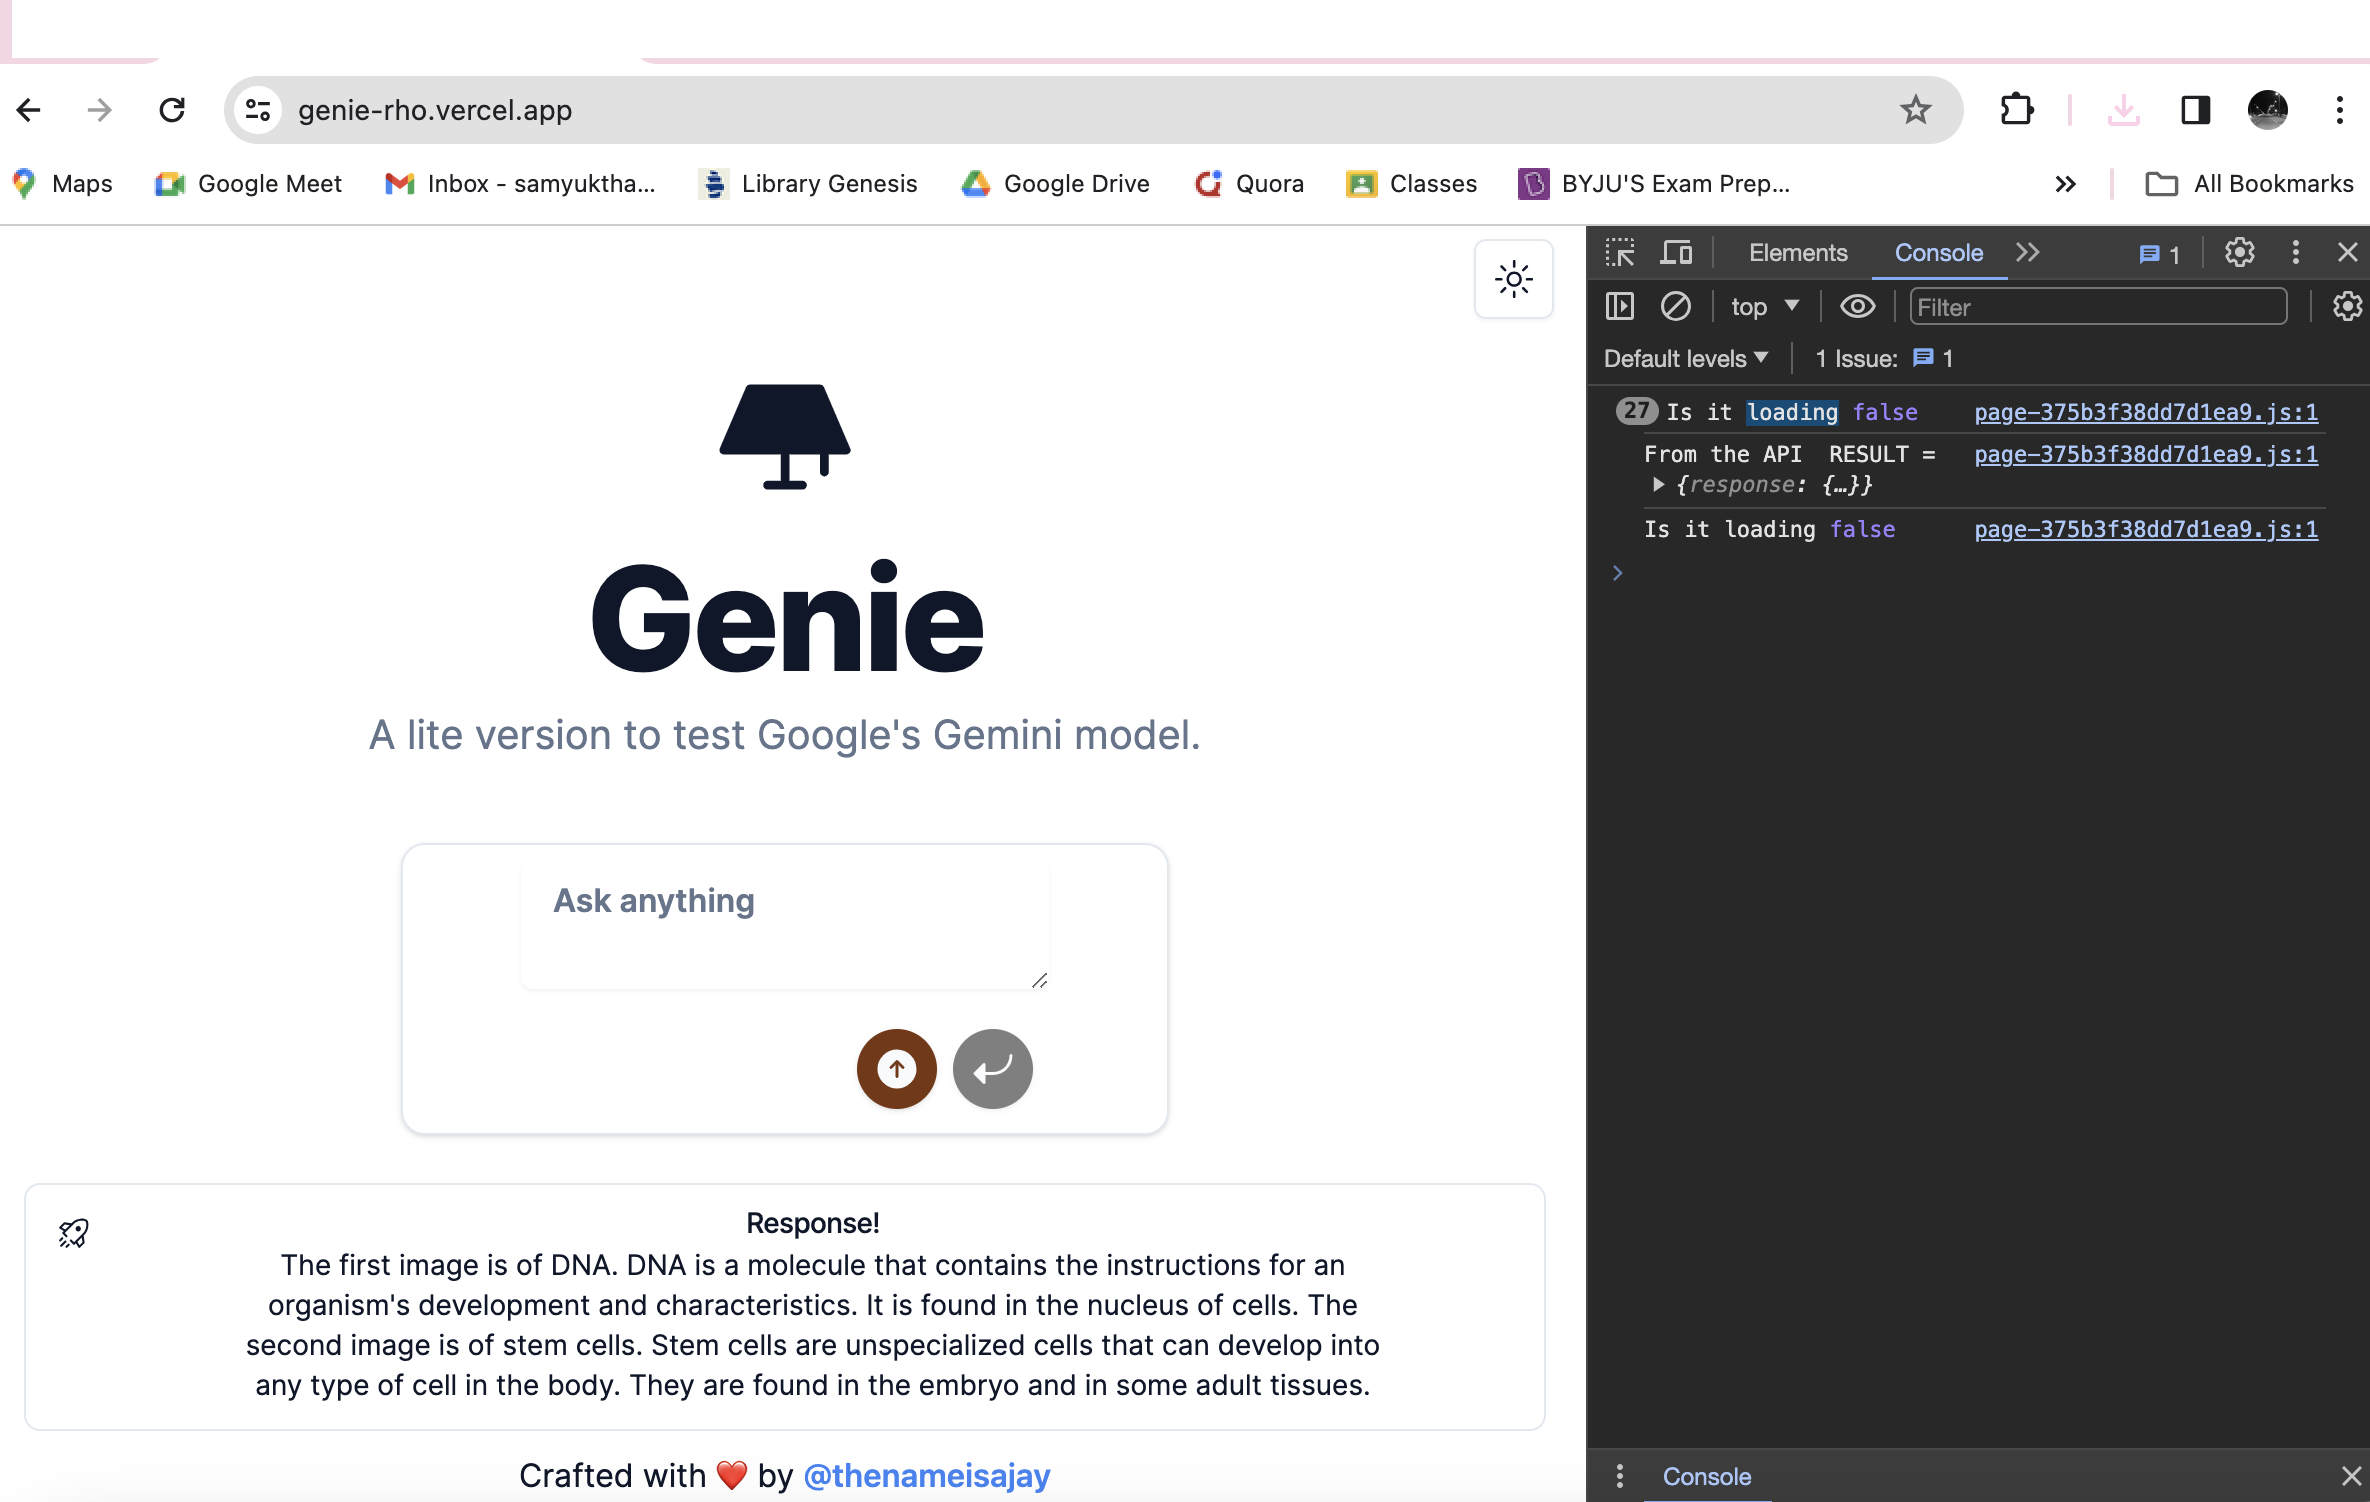 genie-rho.vercel.app
Maps Google Meet Inbox - samyuktha... Library Genesis Google Drive Quora Classes BYJU'S Exam Prep... All Bookmarks
Elements Console 1
top Filter
Default levels 1 Issue: 1
27 Is it loading false page-375b3f38dd7d1ea9.js:1
From the API RESULT = page-375b3f38dd7d1ea9.js:1
{response: {…}}
Is it loading false page-375b3f38dd7d1ea9.js:1
Genie
A lite version to test Google's Gemini model.
Ask anything
Response!
The first image is of DNA. DNA is a molecule that contains the instructions for an
organism's development and characteristics. It is found in the nucleus of cells. The
second image is of stem cells. Stem cells are unspecialized cells that can develop into
any type of cell in the body. They are found in the embryo and in some adult tissues.
Crafted with ❤️ by @thenameisajay
Console